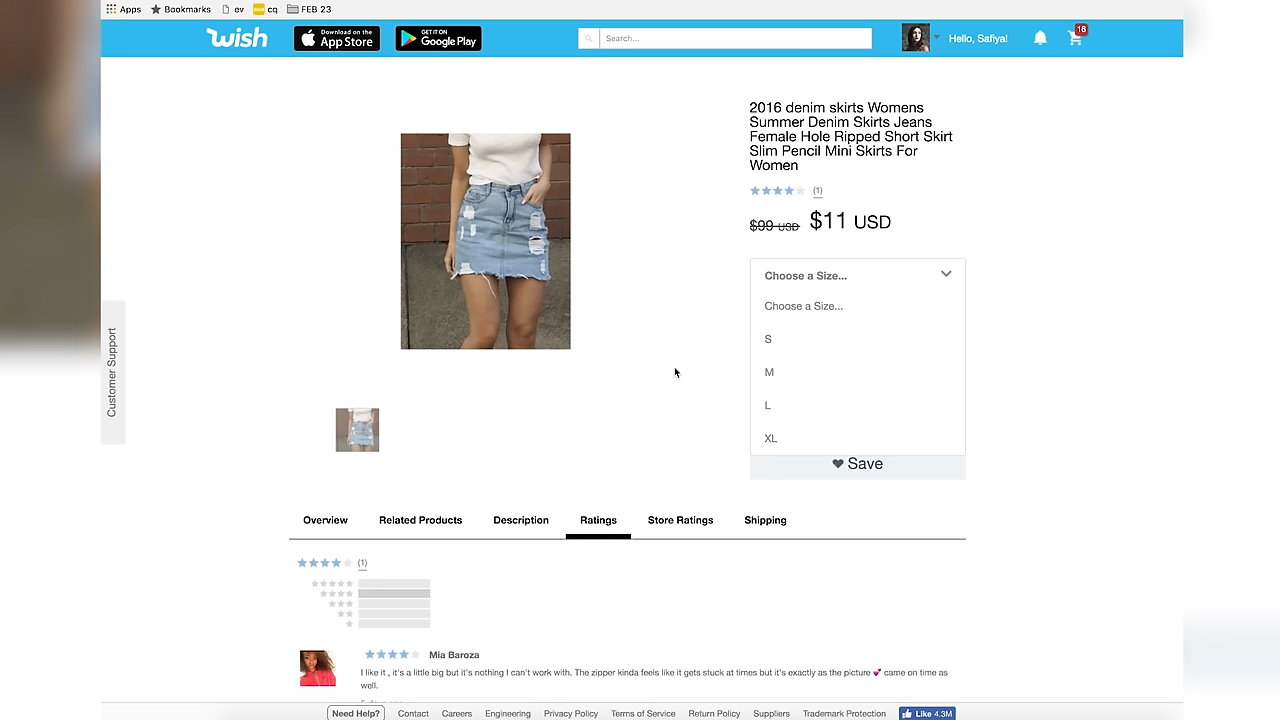 Apps Bookmarks ev cq FEB 23
wish Download on the App Store GET IT ON Google Play Search... Hello, Safiya! 16
2016 denim skirts Womens
Summer Denim Skirts Jeans
Female Hole Ripped Short Skirt
Slim Pencil Mini Skirts For
Women
(1)
$99 USD $11 USD
Choose a Size...
Choose a Size...
S
M
L
XL
Save
Customer Support
Overview Related Products Description Ratings Store Ratings Shipping
(1)
Mia Baroza
I like it , it's a little big but it's nothing I can't work with. The zipper kinda feels like it gets stuck at times but it's exactly as the picture 💕 came on time as
well.
Need Help? Contact Careers Engineering Privacy Policy Terms of Service Return Policy Suppliers Trademark Protection Like 4.3M